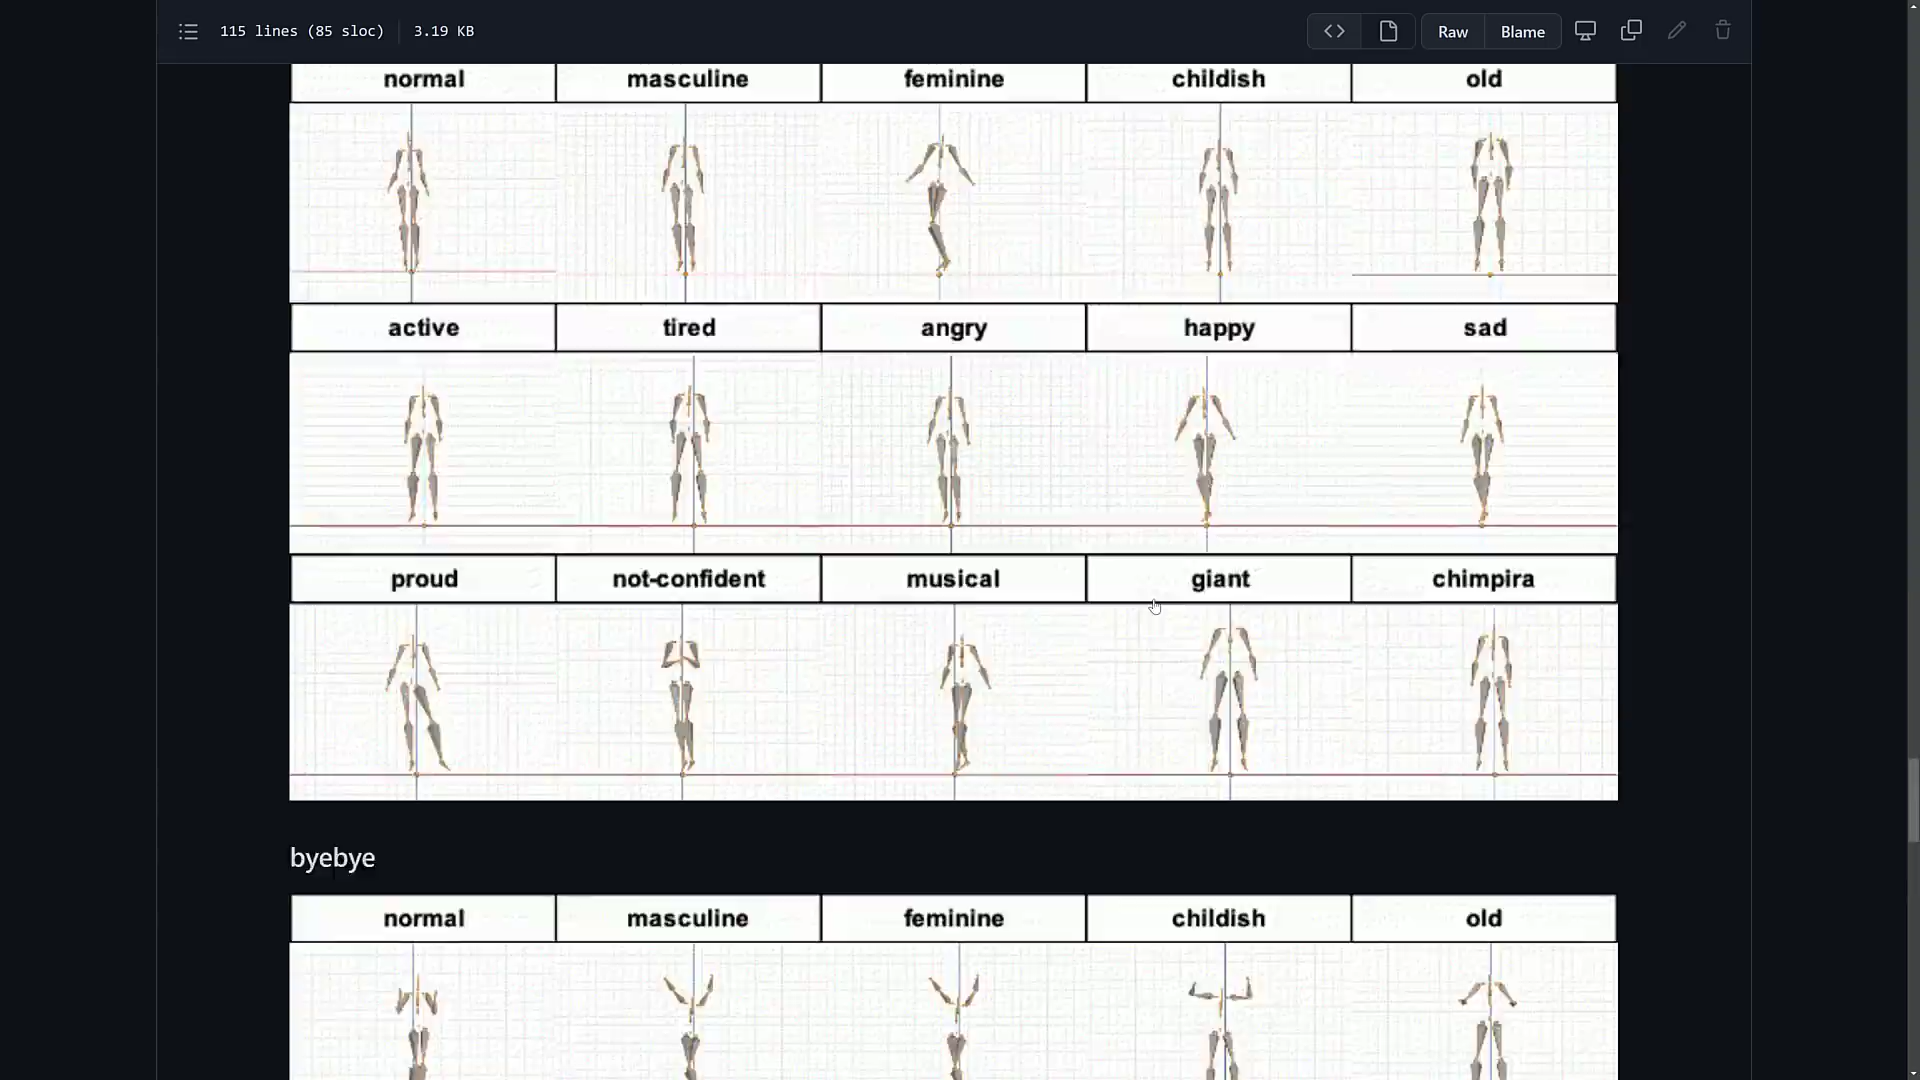 115 lines (85 sloc) 3.19 KB Raw Blame
normal masculine feminine childish old
active tired angry happy sad
proud not-confident musical giant chimpira
byebye
normal masculine feminine childish old